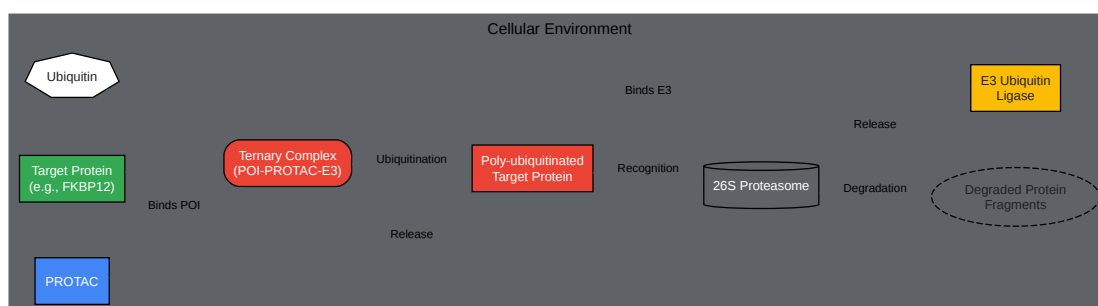 Cellular Environment
Ubiquitin
Binds E3
E3 Ubiquitin
Ligase
Release
Target Protein
(e.g., FKBP12)
Binds POI
Ternary Complex
(POI-PROTAC-E3)
Ubiquitination
Poly-ubiquitinated
Target Protein
Recognition
26S Proteasome
Degradation
Degraded Protein
Fragments
Release
PROTAC